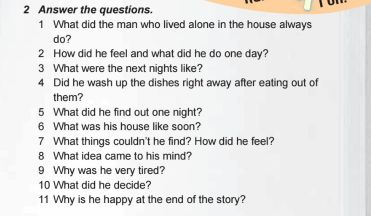 2 Answer the questions.
1 What did the man who lived alone in the house always
do?
2 How did he feel and what did he do one day?
3 What were the next nights like?
4 Did he wash up the dishes right away after eating out of
them?
5 What did he find out one night?
6 What was his house like soon?
7 What things couldn't he find? How did he feel?
8 What idea came to his mind?
9 Why was he very tired?
10 What did he decide?
11 Why is he happy at the end of the story?